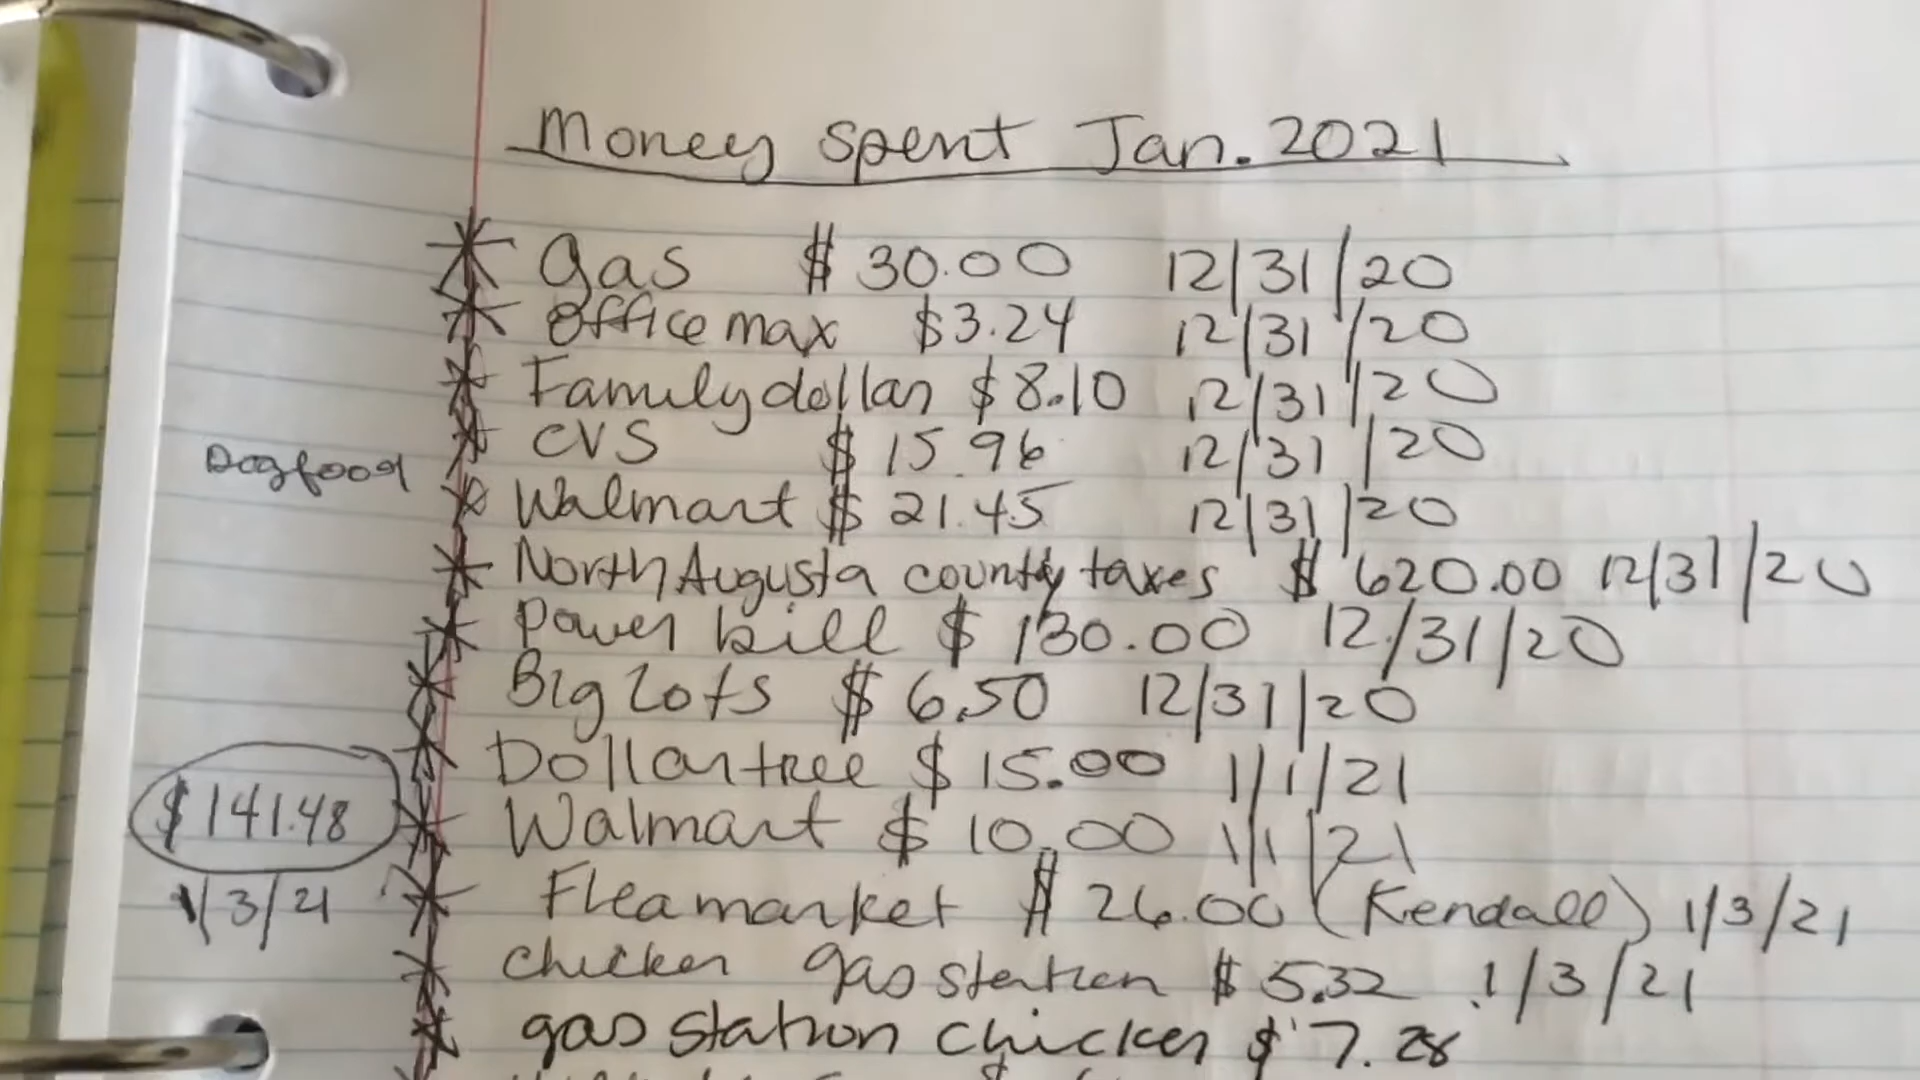 Money spent Jan. 2021
gas $ 30.00 12/31/20
Office max $3.24 12/31/20
Family dollar $8.10 12/31/20
CVS $ 15.96 12/31/20
Dog food
Walmart $ 21.45 12/31/20
North Augusta county taxes $ 620.00 12/31/20
Power bill $ 130.00 12/31/20
Big Lots $ 6.50 12/31/20
Dollar tree $ 15.00 1/1/21
$ 141.48
Walmart $ 10.00 1/1/21
1/3/21
Flea market $ 26.00 (Kendall) 1/3/21
chicken gas station $ 5.32 1/3/21
gas station chicken $ 7.28